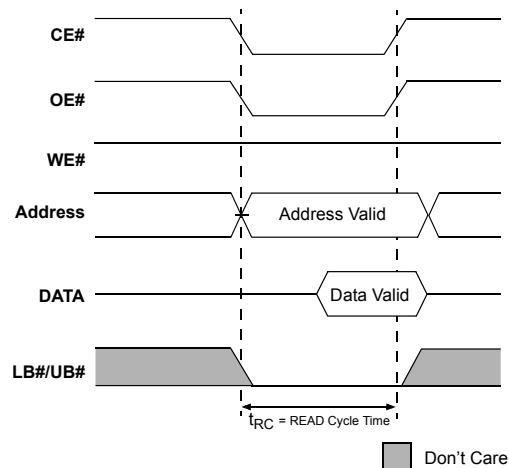 CE#
OE#
WE#
Address
Address Valid
DATA
Data Valid
LB#/UB#
tRC = READ Cycle Time
Don't Care